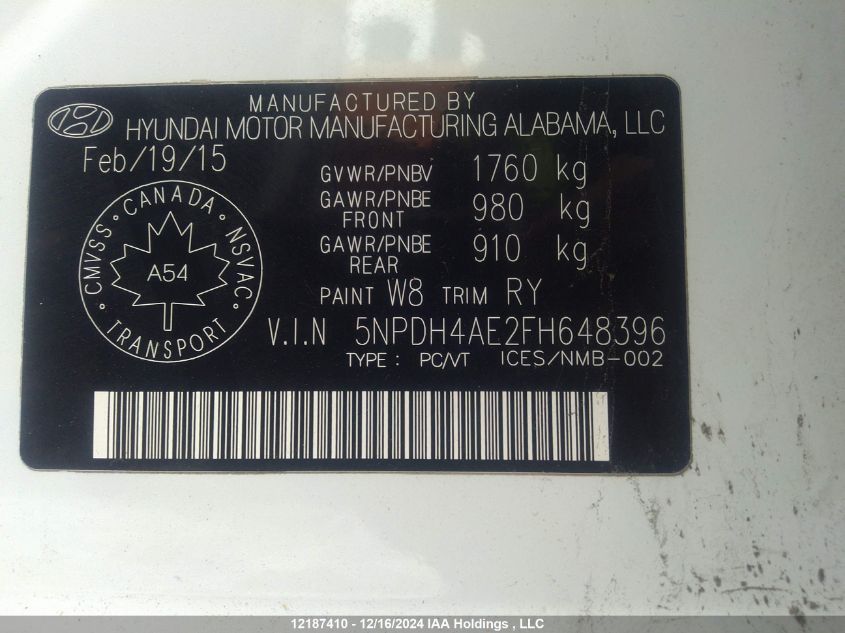 MANUFACTURED BY
HYUNDAI MOTOR MANUFACTURING ALABAMA, LLC
Feb/19/15
GVWR/PNBV 1760 kg
GAWR/PNBE FRONT 980 kg
GAWR/PNBE REAR 910 kg
PAINT W8 TRIM RY
V.I.N 5NPDH4AE2FH648396
TYPE : PC/VT ICES/NMB-002
CMVSS • CANADA • NSVAC • TRANSPORT •
A54
12187410 - 12/16/2024 IAA Holdings , LLC